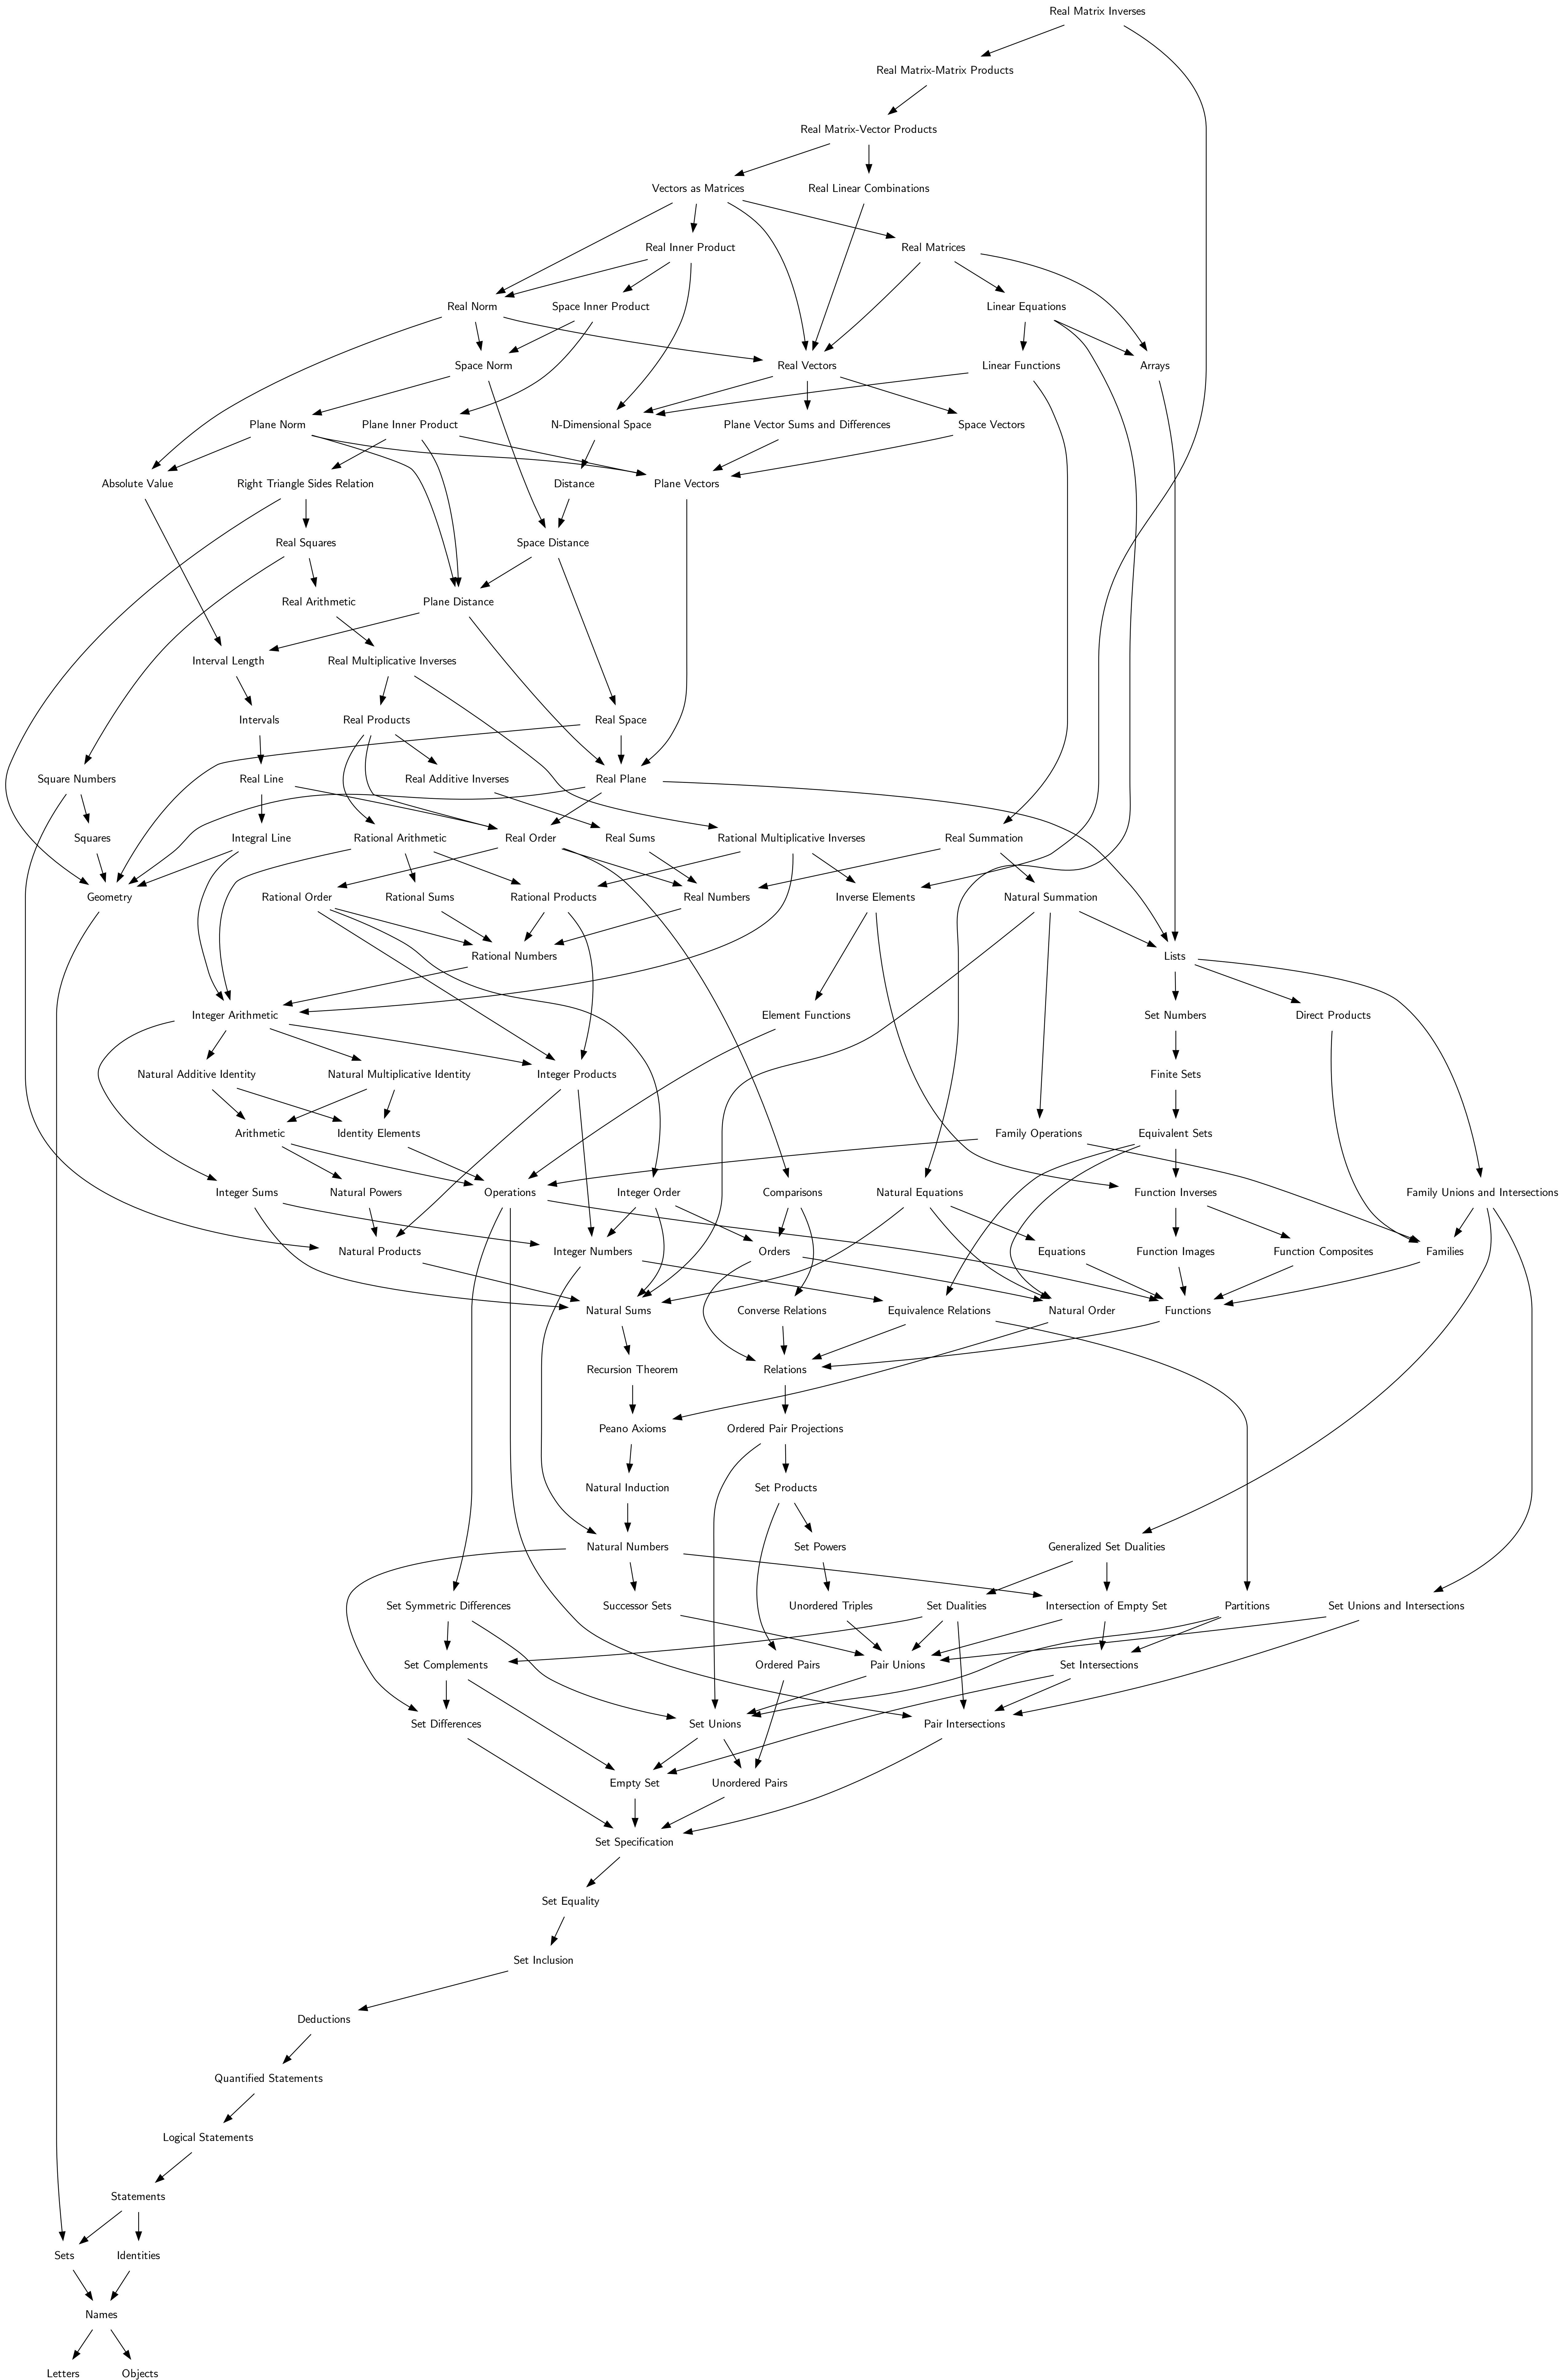 Real Matrix Inverses
Real Matrix-Matrix Products
Real Matrix-Vector Products
Vectors as Matrices
Real Linear Combinations
Real Inner Product
Real Matrices
Real Norm
Space Inner Product
Linear Equations
Space Norm
Real Vectors
Linear Functions
Arrays
Plane Norm
Plane Inner Product
N-Dimensional Space
Plane Vector Sums and Differences
Space Vectors
Absolute Value
Right Triangle Sides Relation
Distance
Plane Vectors
Real Squares
Space Distance
Real Arithmetic
Plane Distance
Interval Length
Real Multiplicative Inverses
Intervals
Real Products
Real Space
Square Numbers
Real Line
Real Additive Inverses
Real Plane
Squares
Integral Line
Rational Arithmetic
Real Order
Real Sums
Rational Multiplicative Inverses
Real Summation
Geometry
Rational Order
Rational Sums
Rational Products
Real Numbers
Inverse Elements
Natural Summation
Rational Numbers
Lists
Integer Arithmetic
Element Functions
Set Numbers
Direct Products
Natural Additive Identity
Natural Multiplicative Identity
Integer Products
Finite Sets
Arithmetic
Identity Elements
Family Operations
Equivalent Sets
Integer Sums
Natural Powers
Operations
Integer Order
Comparisons
Natural Equations
Function Inverses
Family Unions and Intersections
Natural Products
Integer Numbers
Orders
Equations
Function Images
Function Composites
Families
Natural Sums
Converse Relations
Equivalence Relations
Natural Order
Functions
Recursion Theorem
Relations
Peano Axioms
Ordered Pair Projections
Natural Induction
Set Products
Natural Numbers
Set Powers
Generalized Set Dualities
Set Symmetric Differences
Successor Sets
Unordered Triples
Set Dualities
Intersection of Empty Set
Partitions
Set Unions and Intersections
Set Complements
Ordered Pairs
Pair Unions
Set Intersections
Set Differences
Set Unions
Pair Intersections
Empty Set
Unordered Pairs
Set Specification
Set Equality
Set Inclusion
Deductions
Quantified Statements
Logical Statements
Statements
Sets
Identities
Names
Letters
Objects